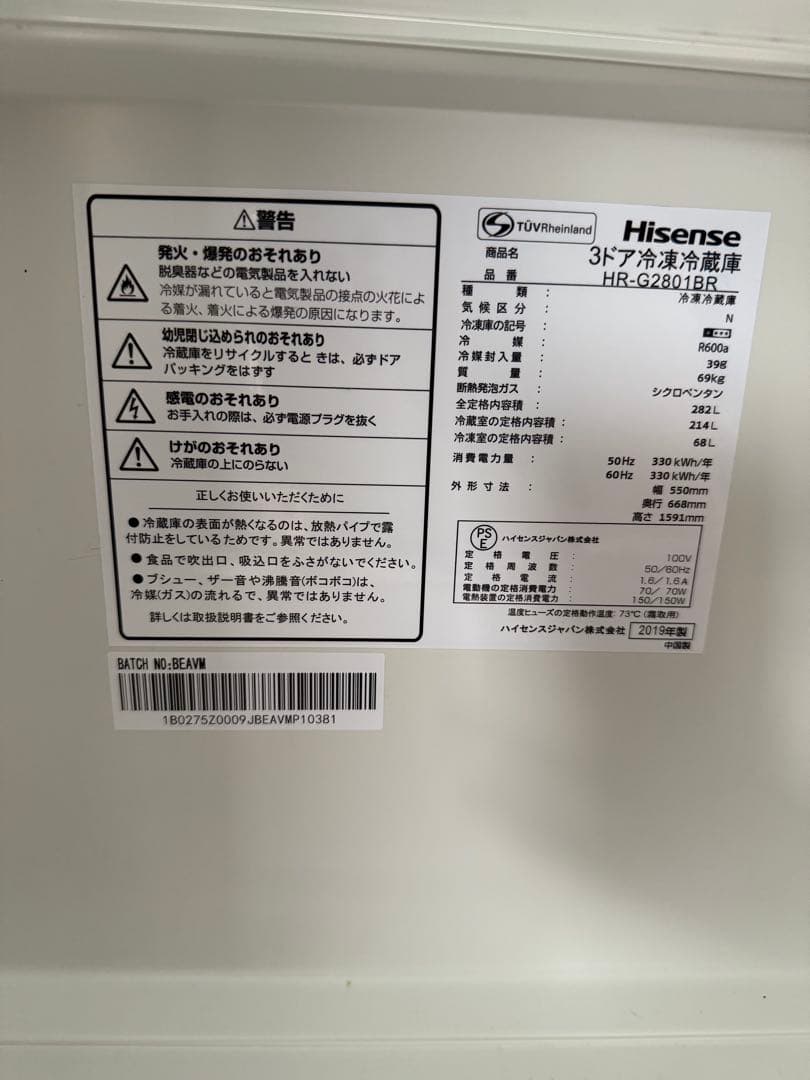 ⚠警告
発火・爆発のおそれあり
脱臭器などの電気製品を入れない
冷媒が漏れていると電気製品の接点の火花によ
る着火、着火による爆発の原因になります。
幼児閉じ込められのおそれあり
冷蔵庫をリサイクルすると きは、必ずドア
パッキングをはずす
感電のおそれあり
お手入れの際は、必ず電源プラグを抜く
けがのおそれあり
冷蔵庫の上にのらない
正しくお使いいただくために
●冷蔵庫の表面が熱くなるのは、放熱パイプで露
付防止をしているためです。異常ではありません。
●食品で吹出口、吸込口をふさがないでください。
●ブシュー、ザー音や沸騰音(ボコボコ)は、
冷媒(ガス)の流れるで、異常ではありません。
詳しくは取扱説明書をご参照ください。
BATCH NO:BEAVM
1B0275Z0009JBEAVMP10381
TÜVRheinland Hisense
商品名 3ドア冷凍冷蔵庫
品番 HR-G2801BR
種類: 冷凍冷蔵庫
気候区分: N
冷凍庫の記号:
冷媒: R600a
冷媒封入量: 39g
質量: 69kg
断熱発泡ガス: シクロペンタン
全定格内容積: 282L
冷蔵室の定格内容積: 214L
冷凍室の定格内容積: 68L
消費電力量: 50Hz 330kWh/年
60Hz 330kWh/年
外形寸法: 幅 550mm
奥行 668mm
高さ 1591mm
PSE ハイセンスジャパン株式会社
定格電圧: 100V
定格周波数: 50/60Hz
定格電流: 1.6/1.6A
電動機の定格消費電力: 70/70W
電熱装置の定格消費電力: 150/150W
温度ヒューズの定格動作温度: 73℃(霜取用)
ハイセンスジャパン株式会社 2019年製
中国製